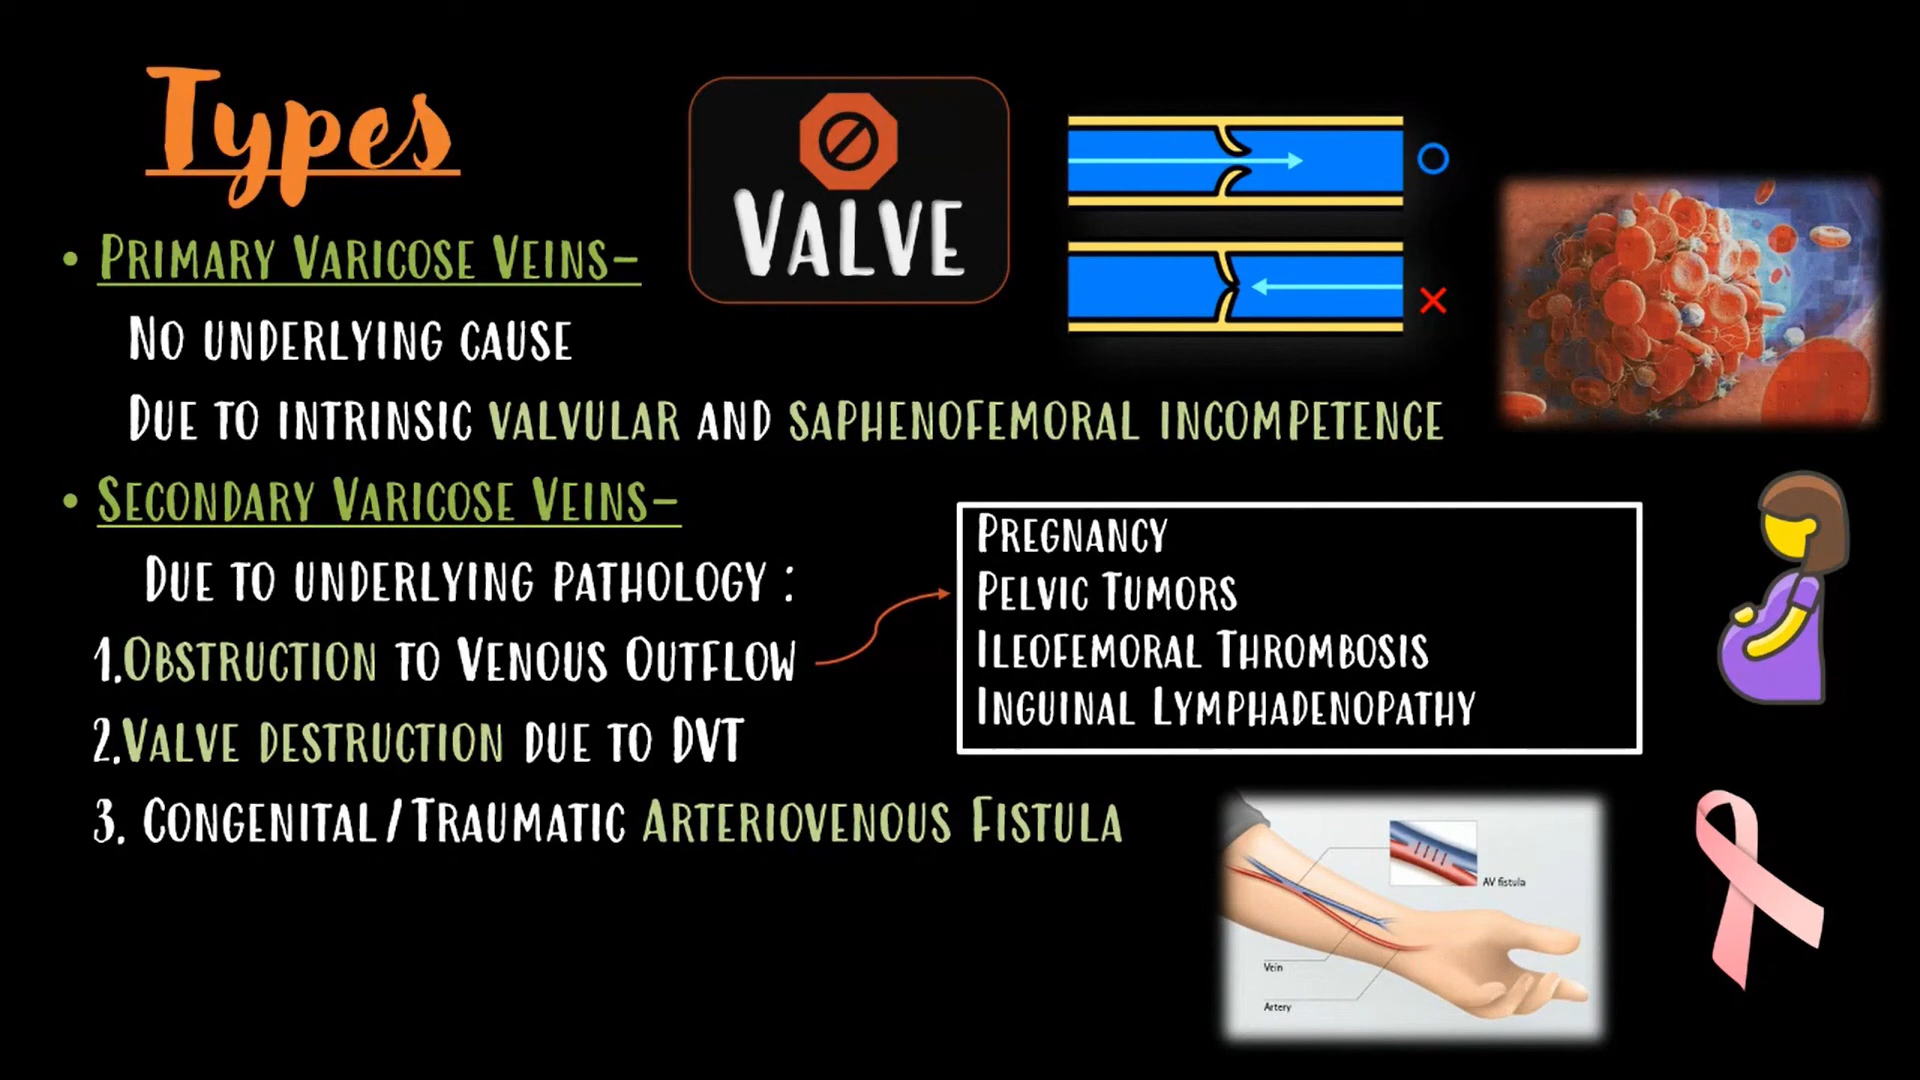 Types
VALVE
• PRIMARY VARICOSE VEINS-
NO UNDERLYING CAUSE
DUE TO INTRINSIC VALVULAR AND SAPHENOFEMORAL INCOMPETENCE
• SECONDARY VARICOSE VEINS-
DUE TO UNDERLYING PATHOLOGY :
1.OBSTRUCTION TO VENOUS OUTFLOW
2.VALVE DESTRUCTION DUE TO DVT
3. CONGENITAL/TRAUMATIC ARTERIOVENOUS FISTULA
PREGNANCY
PELVIC TUMORS
ILEOFEMORAL THROMBOSIS
INGUINAL LYMPHADENOPATHY
AV fistula
Vein
Artery